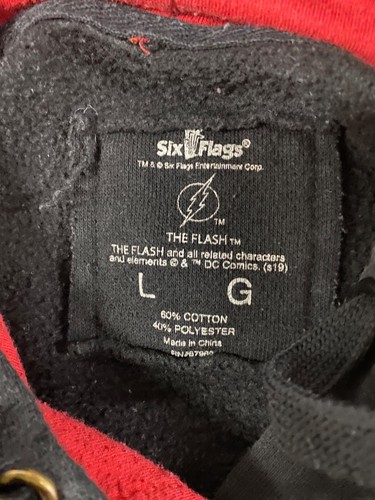 Six Flags®
TM & © Six Flags Entertainment Corp.
TM
THE FLASH TM
THE FLASH and all related characters
and elements © & ™ DC Comics. (s19)
L G
60% COTTON
40% POLYESTER
Made in China